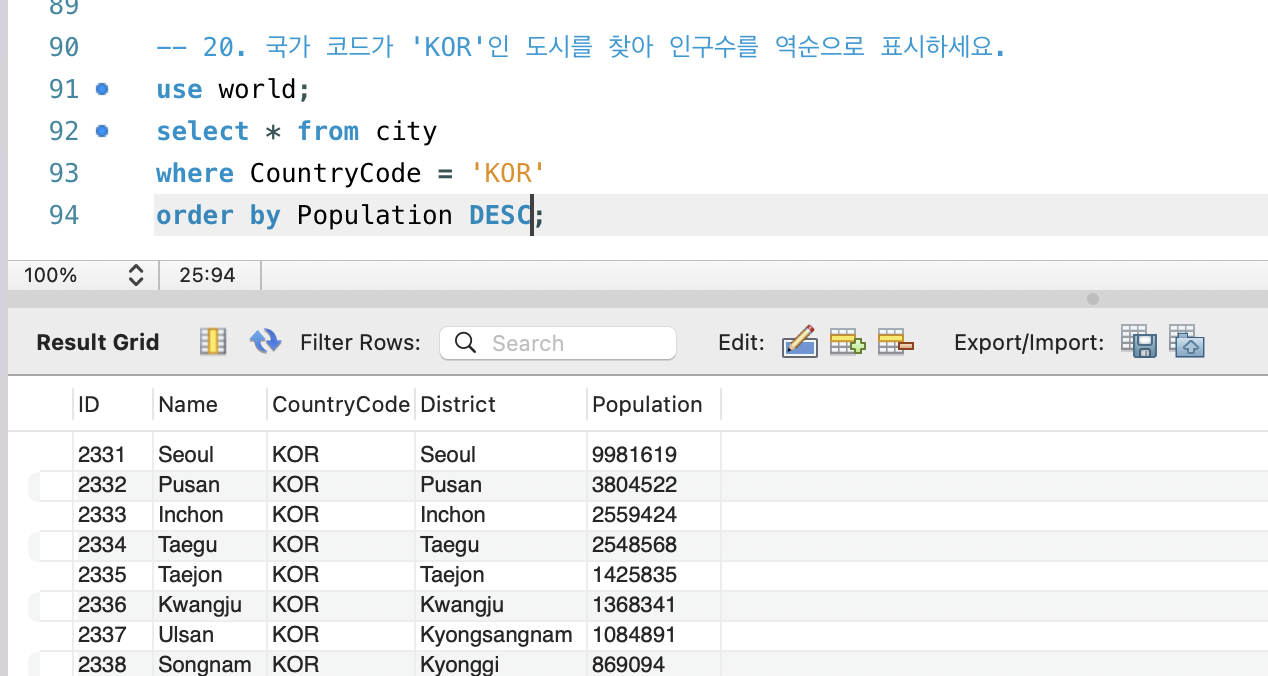 89
90 -- 20. 국가 코드가 'KOR'인 도시를 찾아 인구수를 역순으로 표시하세요.
91 use world;
92 select * from city
93 where CountryCode = 'KOR'
94 order by Population DESC;
100% 25:94
Result Grid Filter Rows: Search Edit: Export/Import:
ID Name CountryCode District Population
2331 Seoul KOR Seoul 9981619
2332 Pusan KOR Pusan 3804522
2333 Inchon KOR Inchon 2559424
2334 Taegu KOR Taegu 2548568
2335 Taejon KOR Taejon 1425835
2336 Kwangju KOR Kwangju 1368341
2337 Ulsan KOR Kyongsangnam 1084891
2338 Songnam KOR Kyonggi 869094